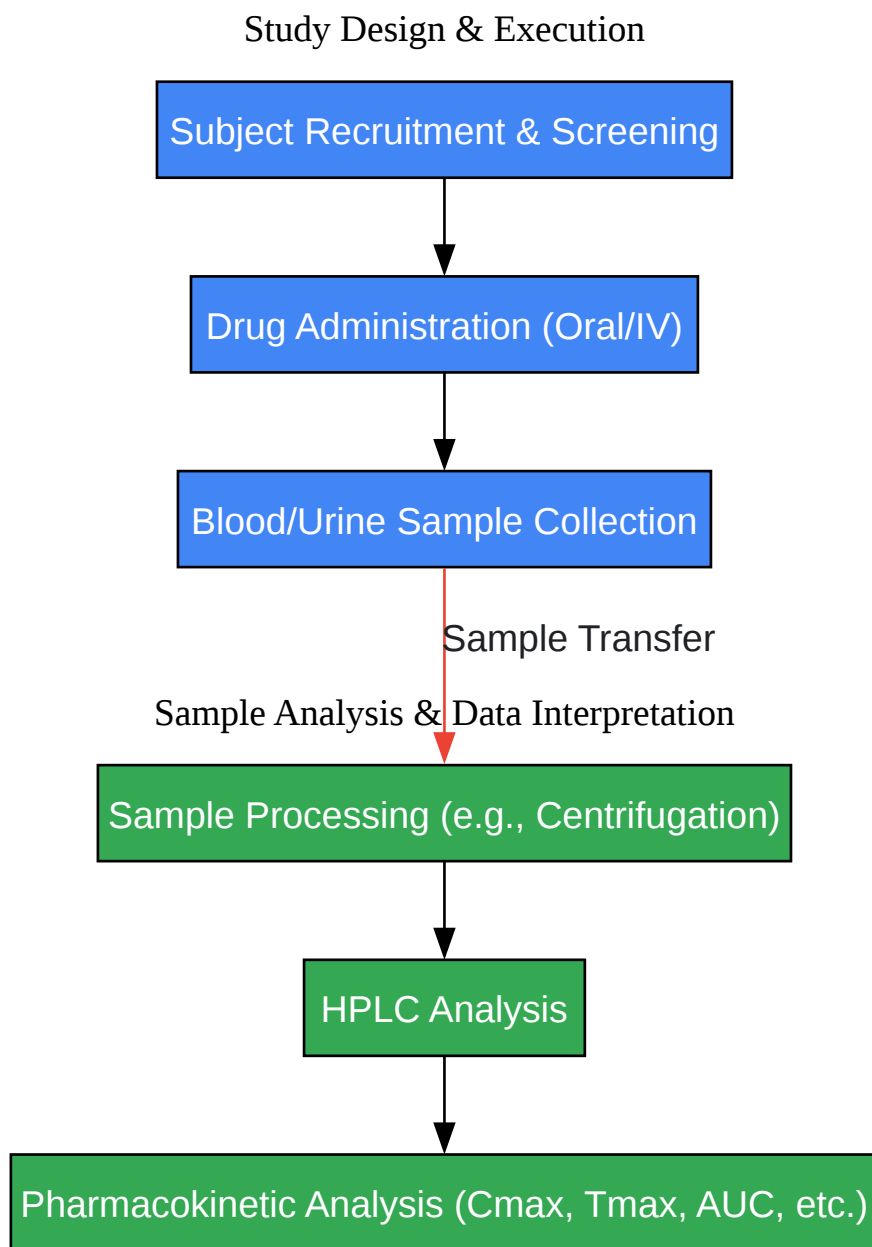 Study Design & Execution
Subject Recruitment & Screening
Drug Administration (Oral/IV)
Blood/Urine Sample Collection
Sample Transfer
Sample Analysis & Data Interpretation
Sample Processing (e.g., Centrifugation)
HPLC Analysis
Pharmacokinetic Analysis (Cmax, Tmax, AUC, etc.)